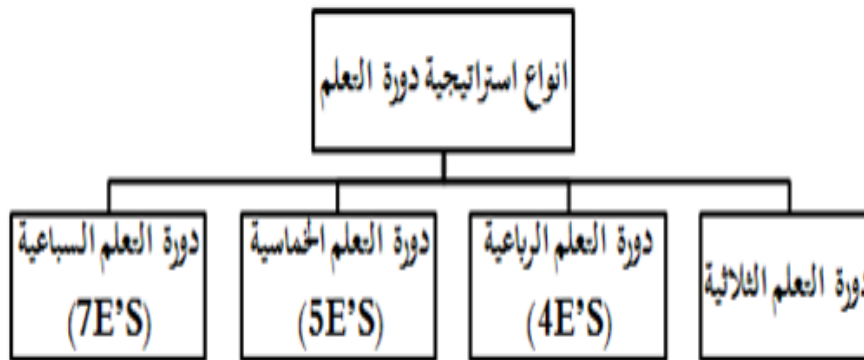 انواع استراتيجية دورة التعلم
دورة التعلم الثلاثية
دورة التعلم الرباعية
(4E’S)
دورة التعلم الخماسية
(5E’S)
دورة التعلم السباعية
(7E’S)